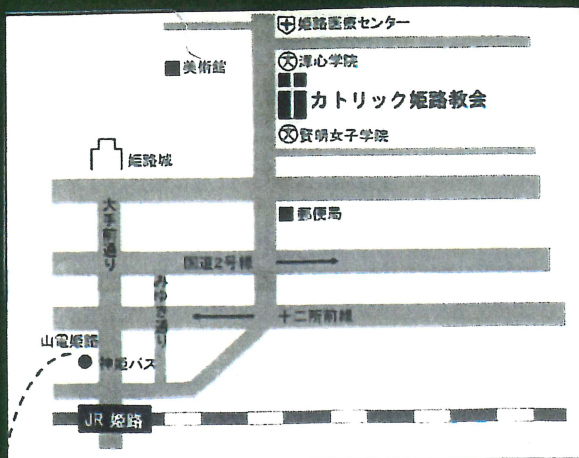 姫路医療センター
淳心学院
美術館
カトリック姫路教会
賢明女子学院
姫路城
大手前通り
郵便局
国道2号線
みゆき通り
十二所前線
山電姫路
神姫バス
JR 姫路